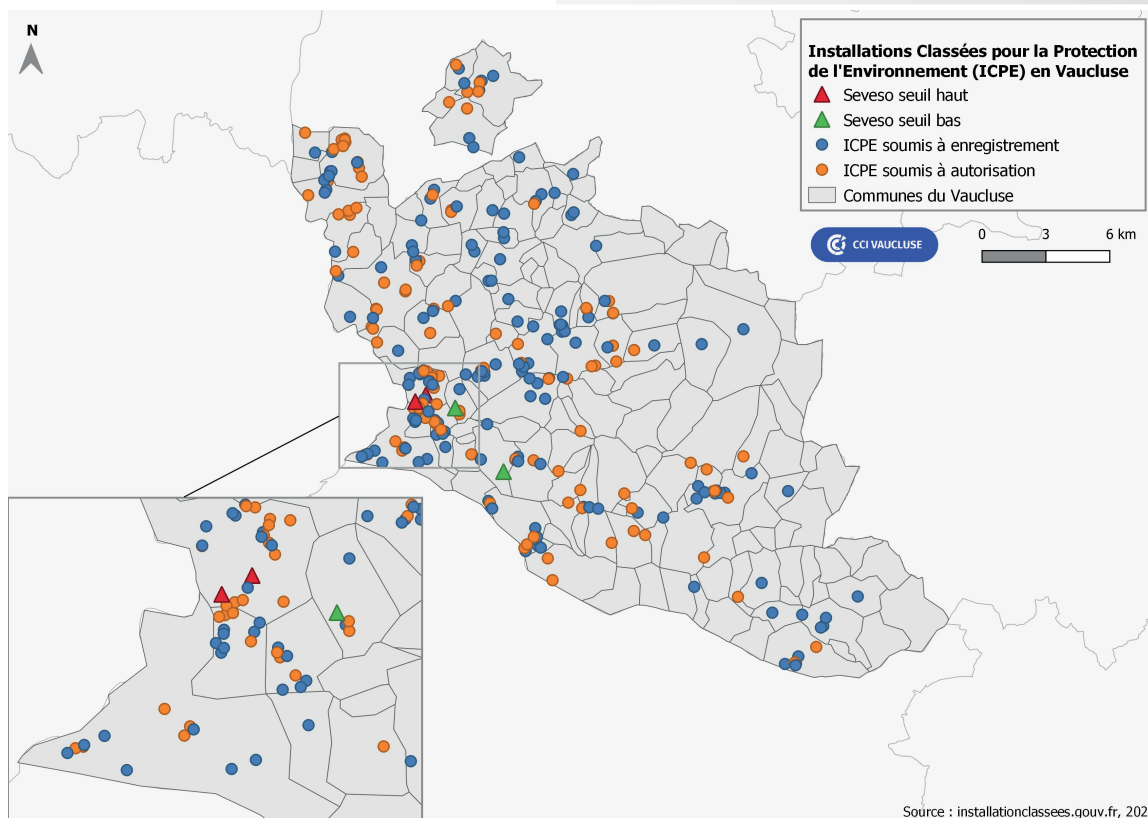 N
Installations Classées pour la Protection
de l'Environnement (ICPE) en Vaucluse
Seveso seuil haut
Seveso seuil bas
ICPE soumis à enregistrement
ICPE soumis à autorisation
Communes du Vaucluse
CCI VAUCLUSE
0 3 6 km
Source : installationclassees.gouv.fr, 202